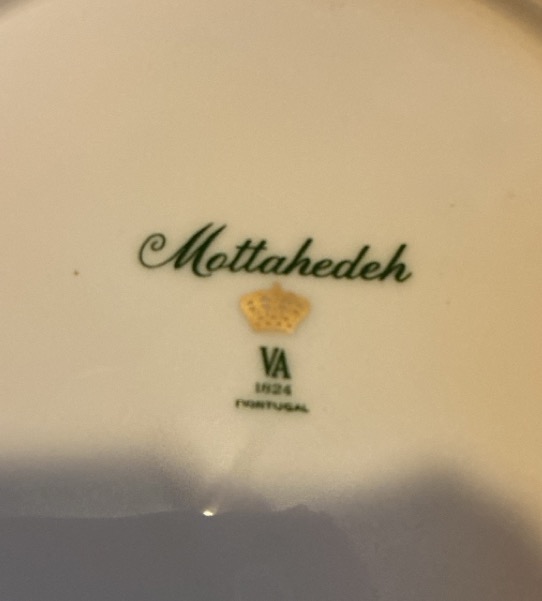 Mottahedeh
VA
1824
PORTUGAL